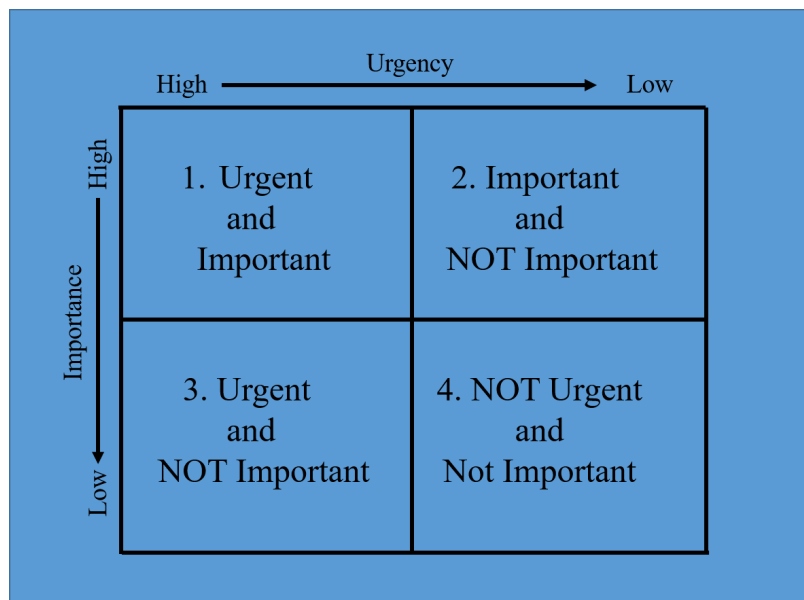 Urgency
High
Low
High
Importance
Low
1. Urgent
and
Important
2. Important
and
NOT Important
3. Urgent
and
NOT Important
4. NOT Urgent
and
Not Important